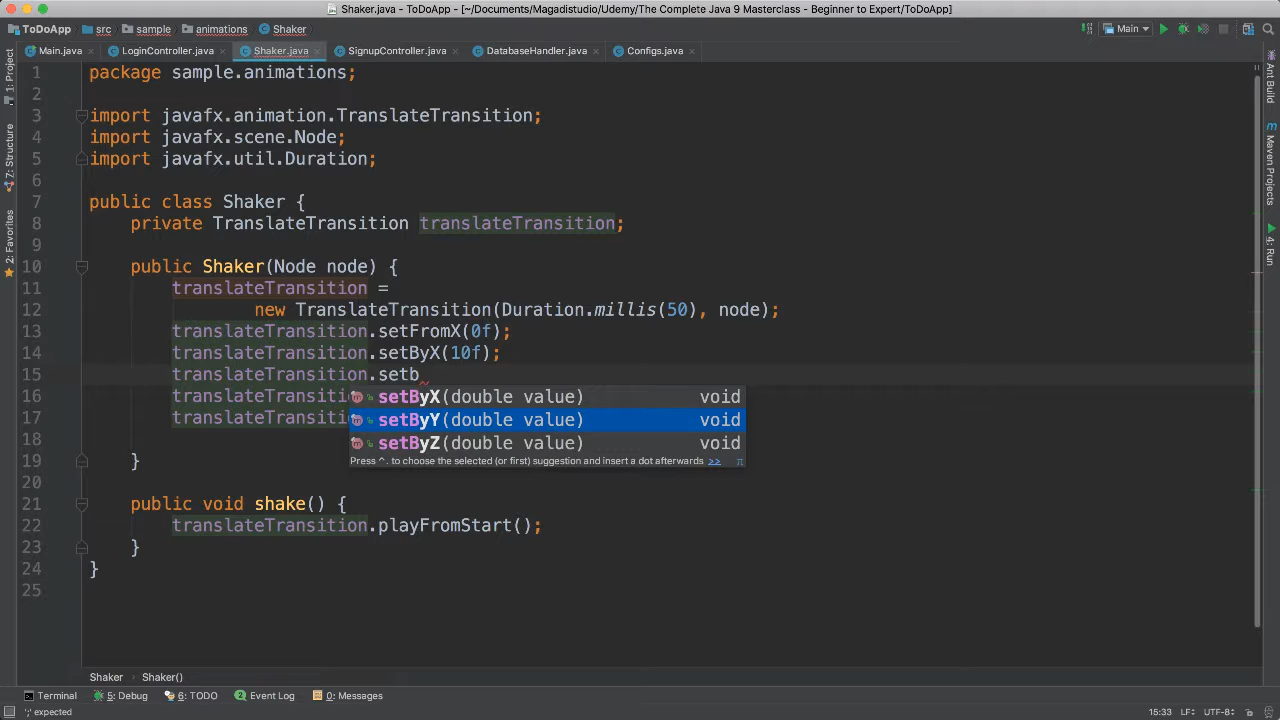 Shaker.java - ToDoApp - [~/Documents/Magadistudio/Udemy/The Complete Java 9 Masterclass - Beginner to Expert/ToDoApp]
ToDoApp src sample animations Shaker Main
Main.java LoginController.java Shaker.java SignupController.java DatabaseHandler.java Configs.java
1: Project
Z: Structure
2: Favorites
Ant Build
Maven Projects
4: Run
1 package sample.animations;
2
3 import javafx.animation.TranslateTransition;
4 import javafx.scene.Node;
5 import javafx.util.Duration;
6
7 public class Shaker {
8 private TranslateTransition translateTransition;
9
10 public Shaker(Node node) {
11 translateTransition =
12 new TranslateTransition(Duration.millis(50), node);
13 translateTransition.setFromX(0f);
14 translateTransition.setByX(10f);
15 translateTransition.setb
16 translateTransiti
setByX(double value) void
17 translateTransiti
setByY(double value) void
18
setByZ(double value) void
19 }
Press ^. to choose the selected (or first) suggestion and insert a dot afterwards >> π
20
21 public void shake() {
22 translateTransition.playFromStart();
23 }
24 }
25
Shaker Shaker()
Terminal 5: Debug 6: TODO 2 Event Log 0: Messages
';' expected 15:33 LF÷ UTF-8÷